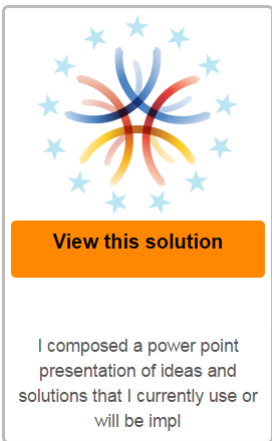 View this solution
I composed a power point
presentation of ideas and
solutions that I currently use or
will be impl